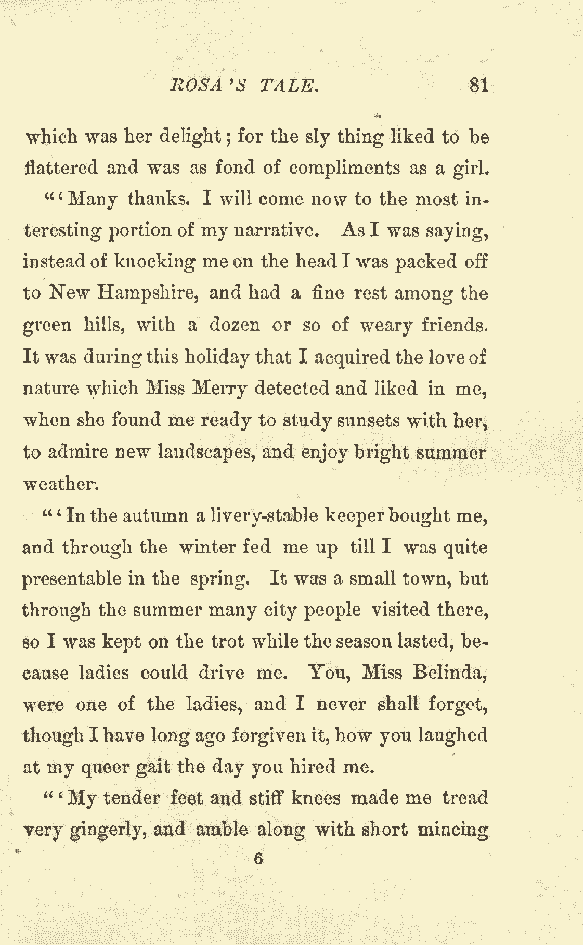 ROSA'S TALE. 81
which was her delight; for the sly thing liked to be
flattered and was as fond of compliments as a girl.
"'Many thanks. I will come now to the most in-
teresting portion of my narrative. As I was saying,
instead of knocking me on the head I was packed off
to New Hampshire, and had a fine rest among the
green hills, with a dozen or so of weary friends.
It was during this holiday that I acquired the love of
nature which Miss Merry detected and liked in me,
when she found me ready to study sunsets with her,
to admire new landscapes, and enjoy bright summer
weather.
"'In the autumn a livery-stable keeper bought me,
and through the winter fed me up till I was quite
presentable in the spring. It was a small town, but
through the summer many city people visited there,
so I was kept on the trot while the season lasted, be-
cause ladies could drive me. You, Miss Belinda,
were one of the ladies, and I never shall forget,
though I have long ago forgiven it, how you laughed
at my queer gait the day you hired me.
"'My tender feet and stiff knees made me tread
very gingerly, and amble along with short mincing
6